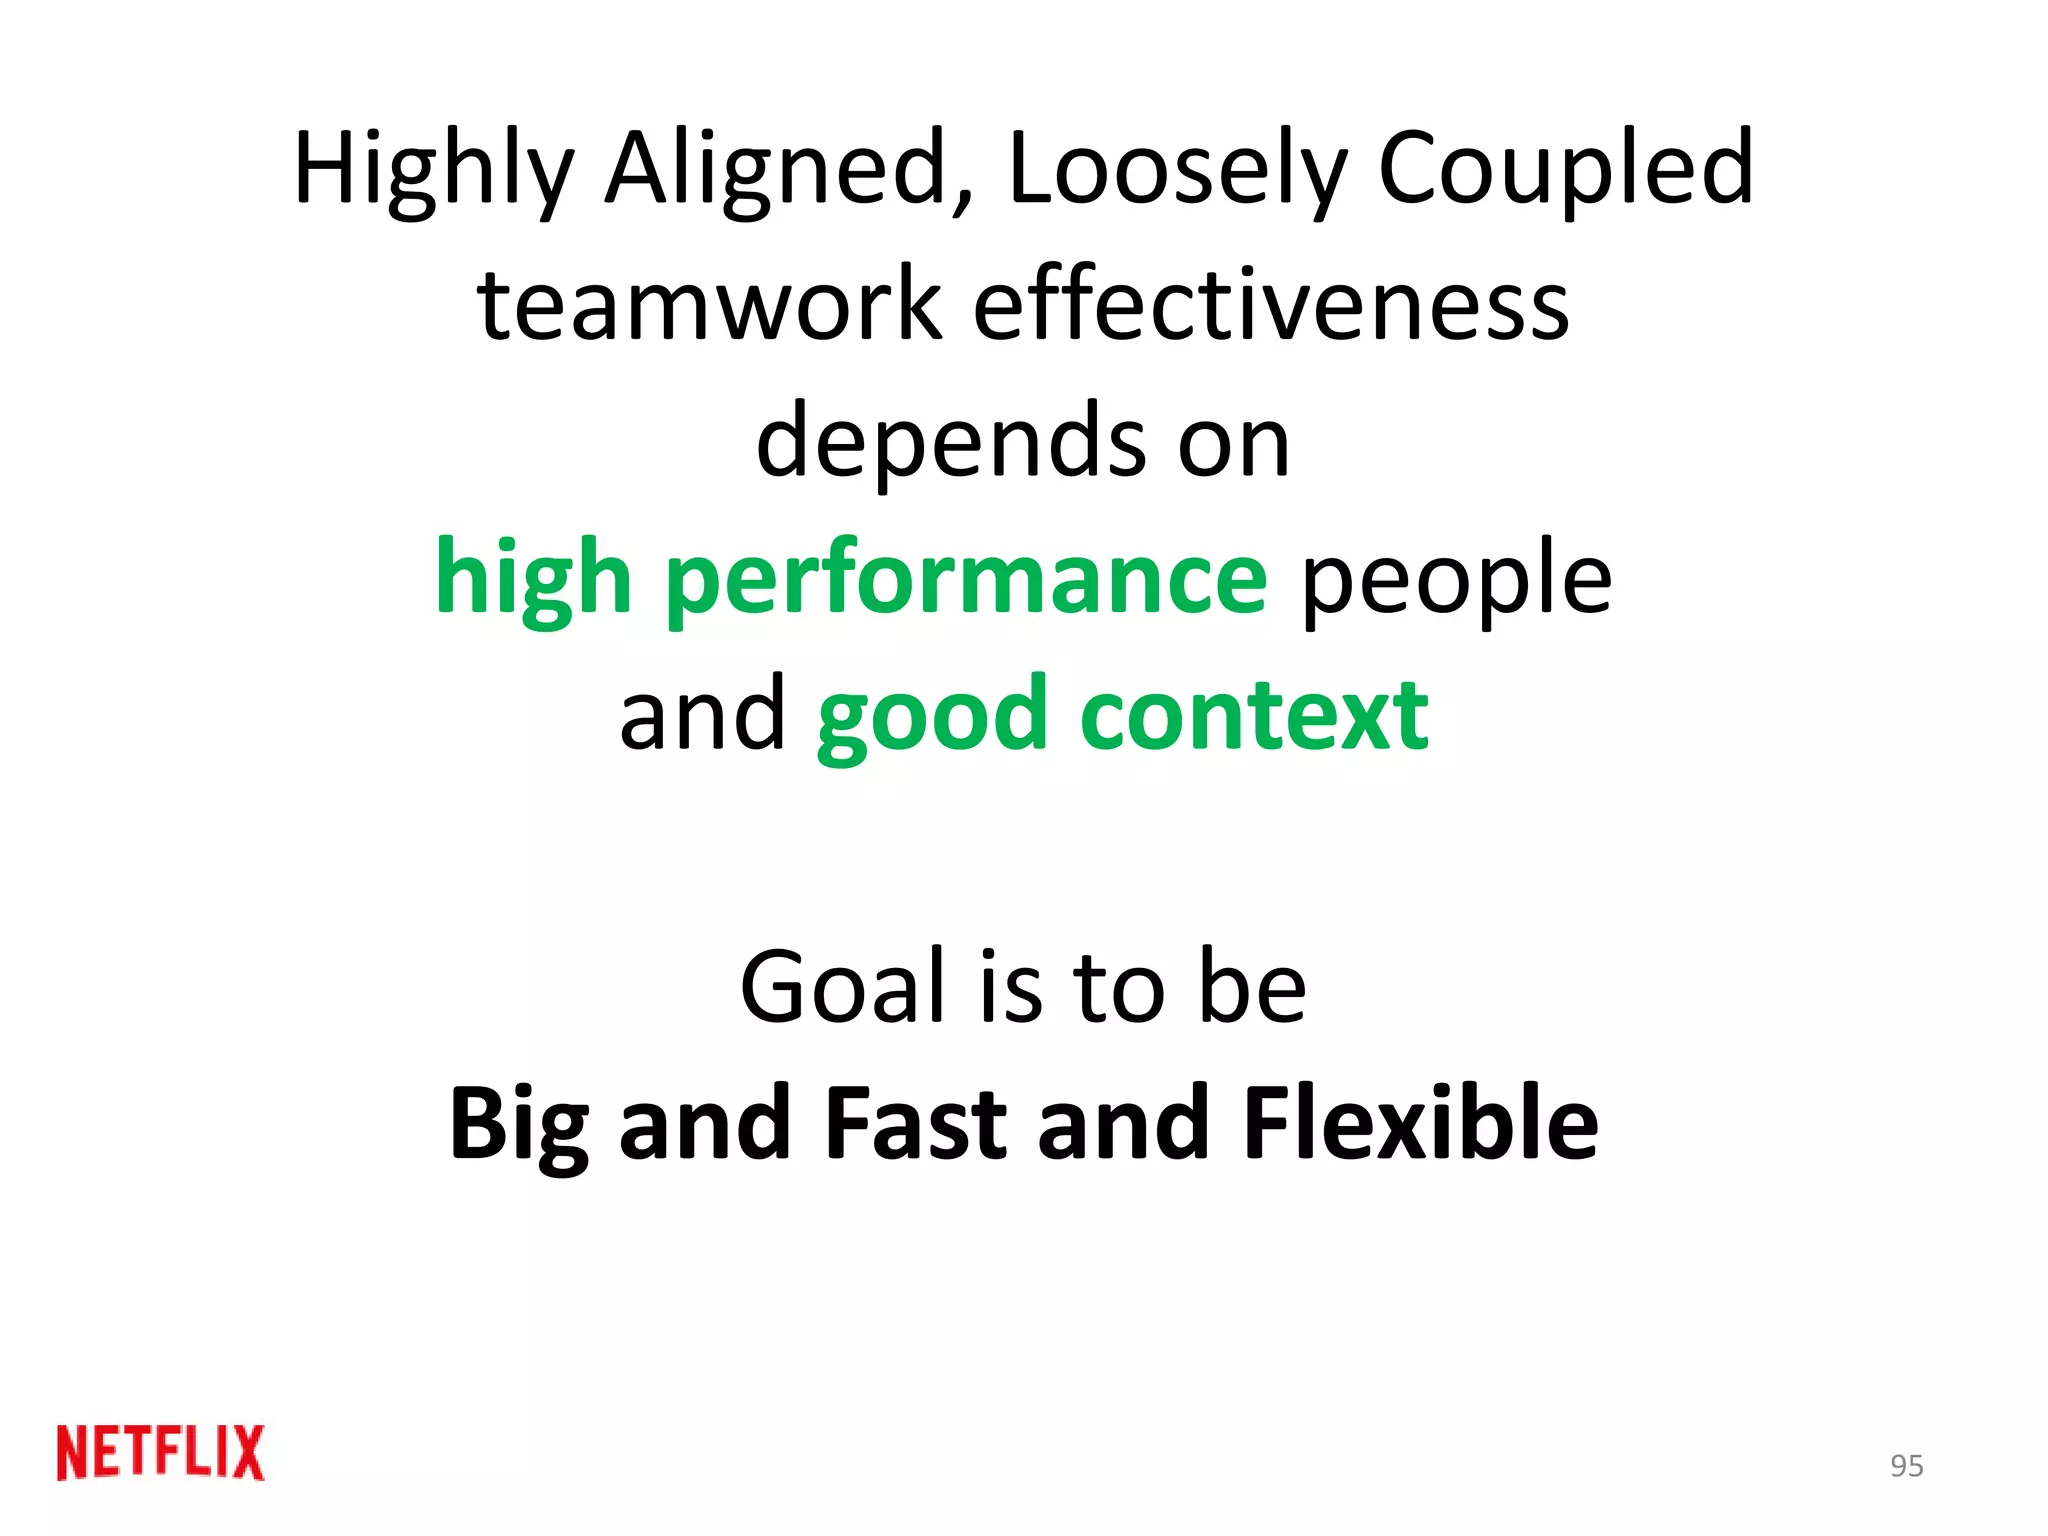 Highly Aligned, Loosely Coupled
teamwork effectiveness
depends on
high performance people
and good context
Goal is to be
Big and Fast and Flexible
NETFLIX
95